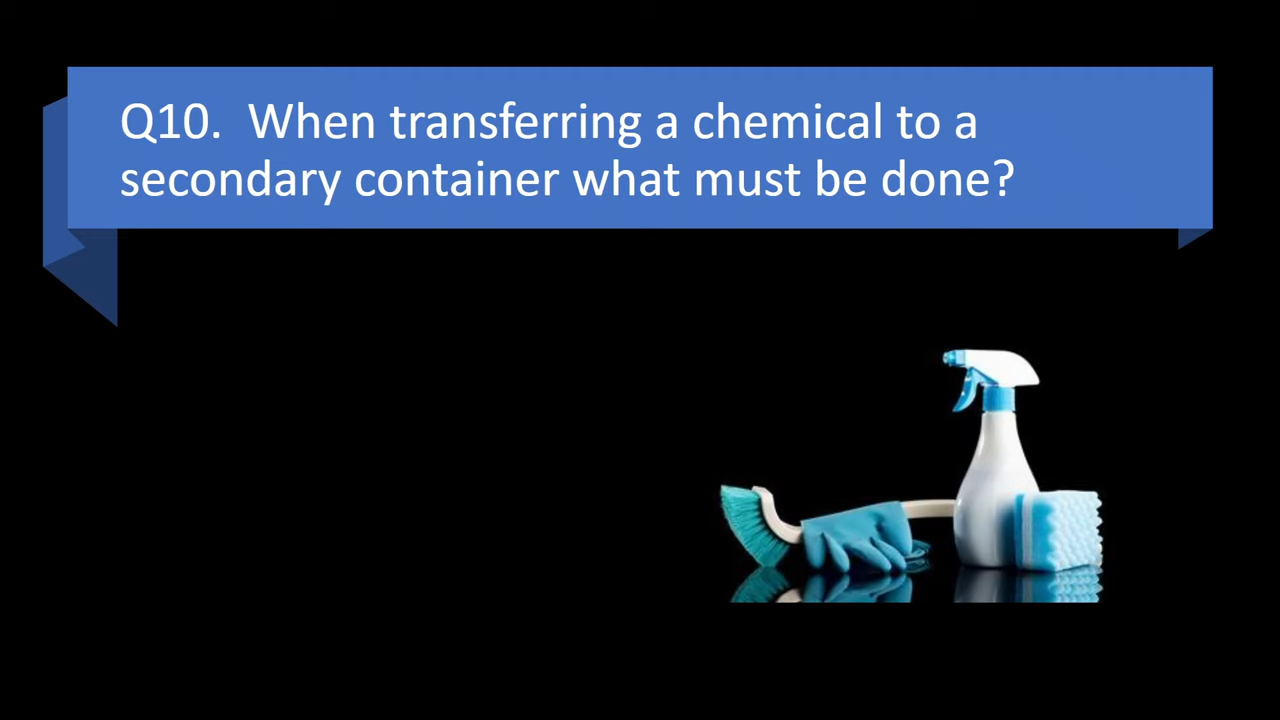 Q10.  When transferring a chemical to a
secondary container what must be done?